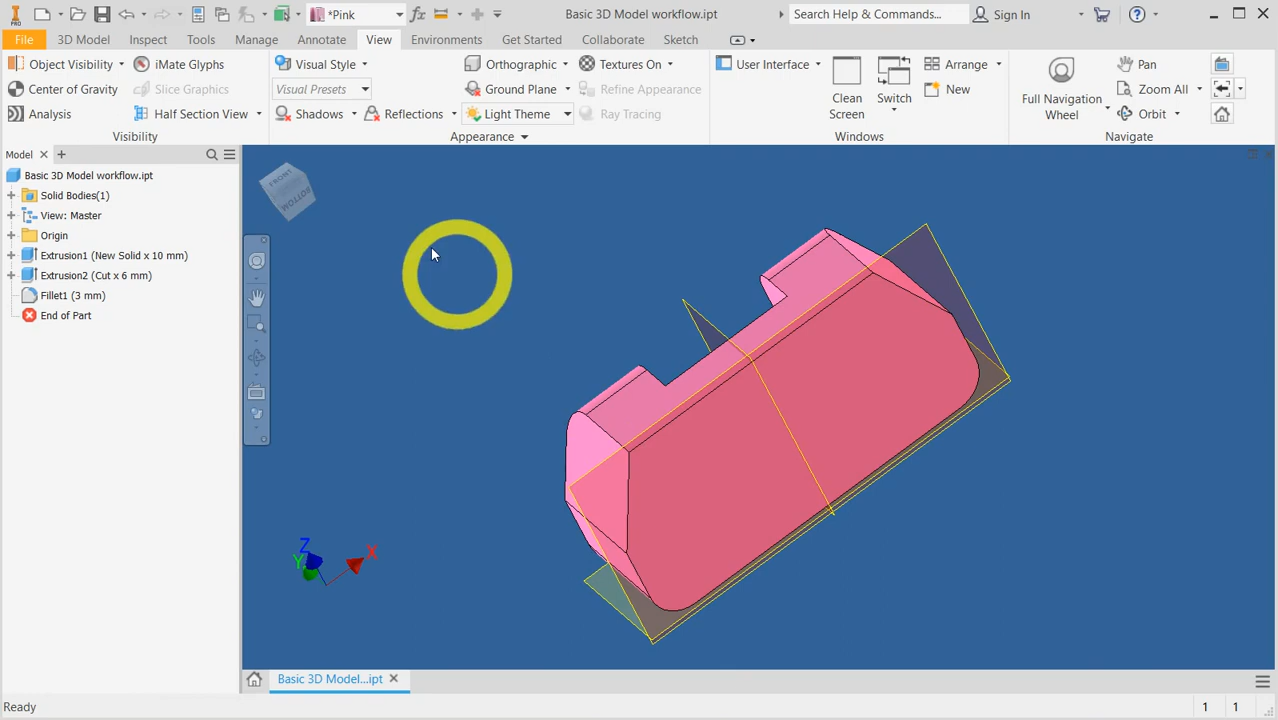 PRO
*Pink
Basic 3D Model workflow.ipt
Search Help & Commands...
Sign In
File
3D Model
Inspect
Tools
Manage
Annotate
View
Environments
Get Started
Collaborate
Sketch
Object Visibility
iMate Glyphs
Center of Gravity
Slice Graphics
Analysis
Half Section View
Visibility
Visual Style
Orthographic
Textures On
Visual Presets
Ground Plane
Refine Appearance
Shadows
Reflections
Light Theme
Ray Tracing
Appearance
User Interface
Clean
Screen
Switch
Arrange
New
Windows
Full Navigation
Wheel
Pan
Zoom All
Orbit
Navigate
Model
Basic 3D Model workflow.ipt
Solid Bodies(1)
View: Master
Origin
Extrusion1 (New Solid x 10 mm)
Extrusion2 (Cut x 6 mm)
Fillet1 (3 mm)
End of Part
FRONT
BOTTOM
Z
Y
X
Basic 3D Model...ipt
Ready
1
1